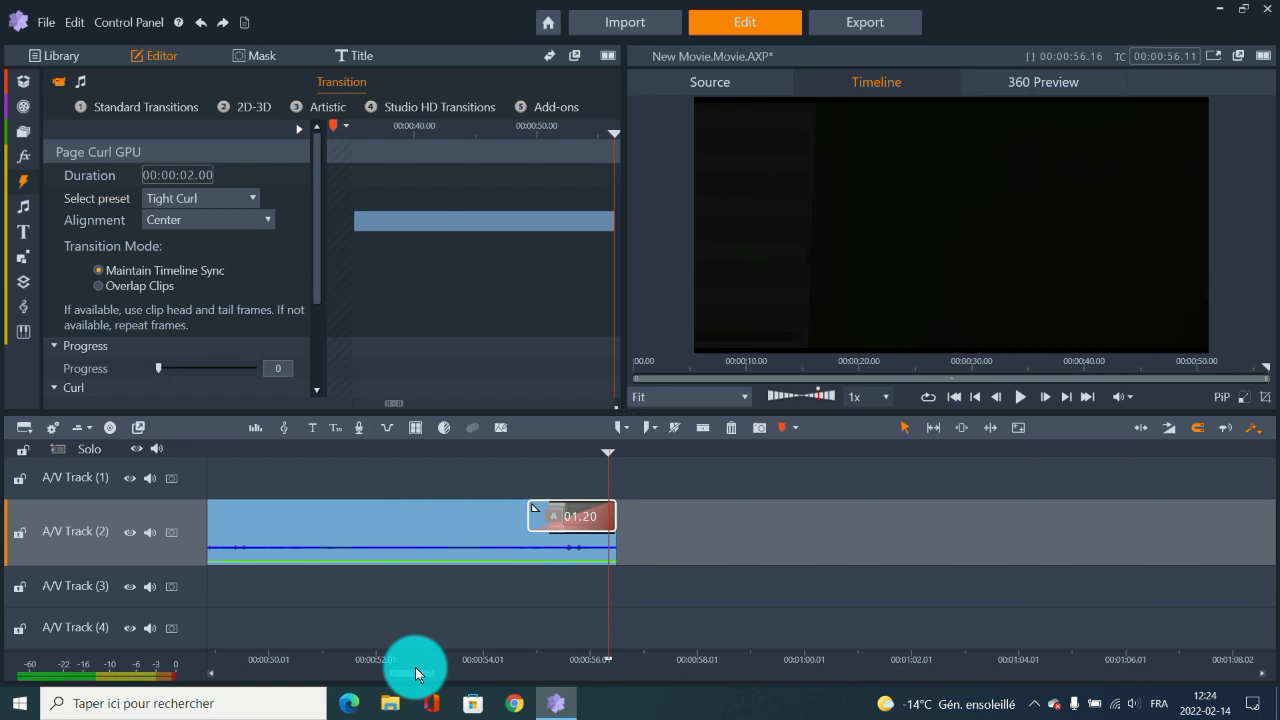 File Edit Control Panel
Import Edit Export
Library Editor Mask Title
New Movie.Movie.AXP* [ ] 00:00:56.16 TC 00:00:56.11
Transition
Source Timeline 360 Preview
1 Standard Transitions 2 2D-3D 3 Artistic 4 Studio HD Transitions 5 Add-ons
00:00:40.00 00:00:50.00
Page Curl GPU
Duration 00:00:02.00
Select preset Tight Curl
Alignment Center
Transition Mode:
Maintain Timeline Sync
Overlap Clips
If available, use clip head and tail frames. If not
available, repeat frames.
Progress
Progress 0
Curl
;00.00 00:00:10.00 00:00:20.00 00:00:30.00 00:00:40.00 00:00:50.00
Fit 1x PiP
Solo
A/V Track (1)
A/V Track (2) A 01.20
A/V Track (3)
A/V Track (4)
00:00:50.01 00:00:52.01 00:00:54.01 00:00:56.0 00:00:58.01 00:01:00.01 00:01:02.01 00:01:04.01 00:01:06.01 00:01:08.02
-60 -22 -16 -10 -6 -3 0
Taper ici pour rechercher -14°C Gén. ensoleillé 12:24
2022-02-14